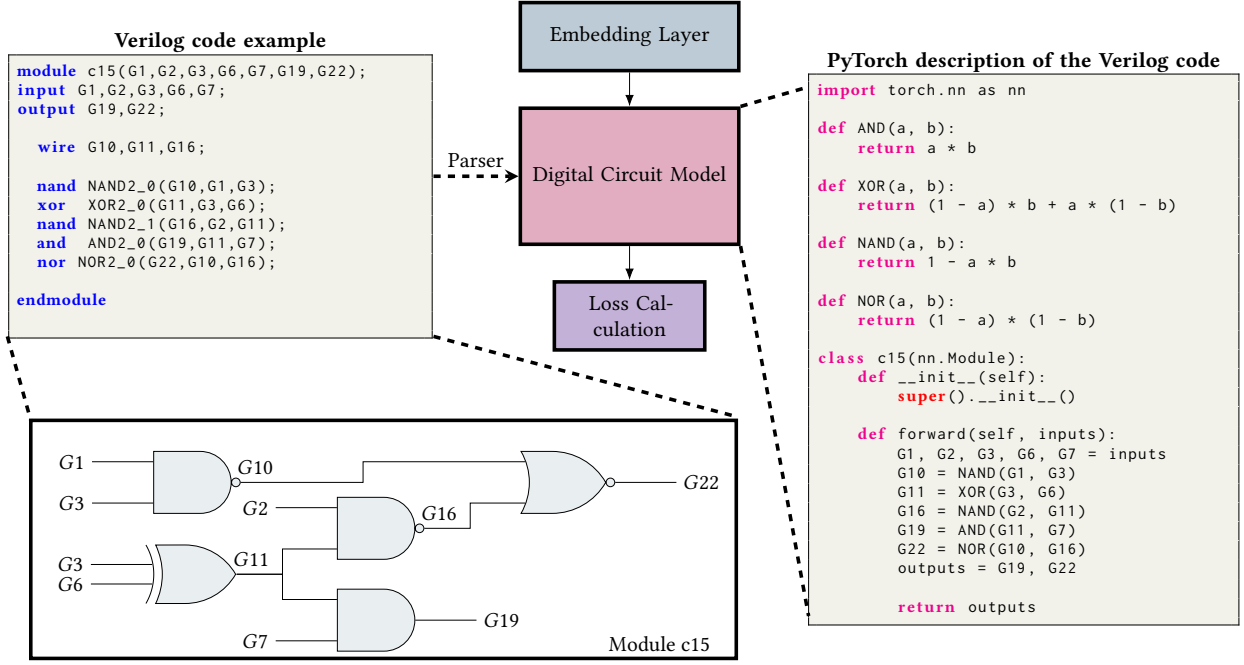 Verilog code example
module c15(G1,G2,G3,G6,G7,G19,G22);
input G1,G2,G3,G6,G7;
output G19,G22;
wire G10,G11,G16;
nand NAND2_0(G10,G1,G3);
xor XOR2_0(G11,G3,G6);
nand NAND2_1(G16,G2,G11);
and AND2_0(G19,G11,G7);
nor NOR2_0(G22,G10,G16);
endmodule
Parser
Embedding Layer
Digital Circuit Model
Loss Cal-
culation
PyTorch description of the Verilog code
import torch.nn as nn
def AND(a, b):
return a * b
def XOR(a, b):
return (1 - a) * b + a * (1 - b)
def NAND(a, b):
return 1 - a * b
def NOR(a, b):
return (1 - a) * (1 - b)
class c15(nn.Module):
def __init__(self):
super().__init__()
def forward(self, inputs):
G1, G2, G3, G6, G7 = inputs
G10 = NAND(G1, G3)
G11 = XOR(G3, G6)
G16 = NAND(G2, G11)
G19 = AND(G11, G7)
G22 = NOR(G10, G16)
outputs = G19, G22
return outputs
G1
G10
G3
G22
G2
G16
G3
G11
G6
G19
G7
Module c15